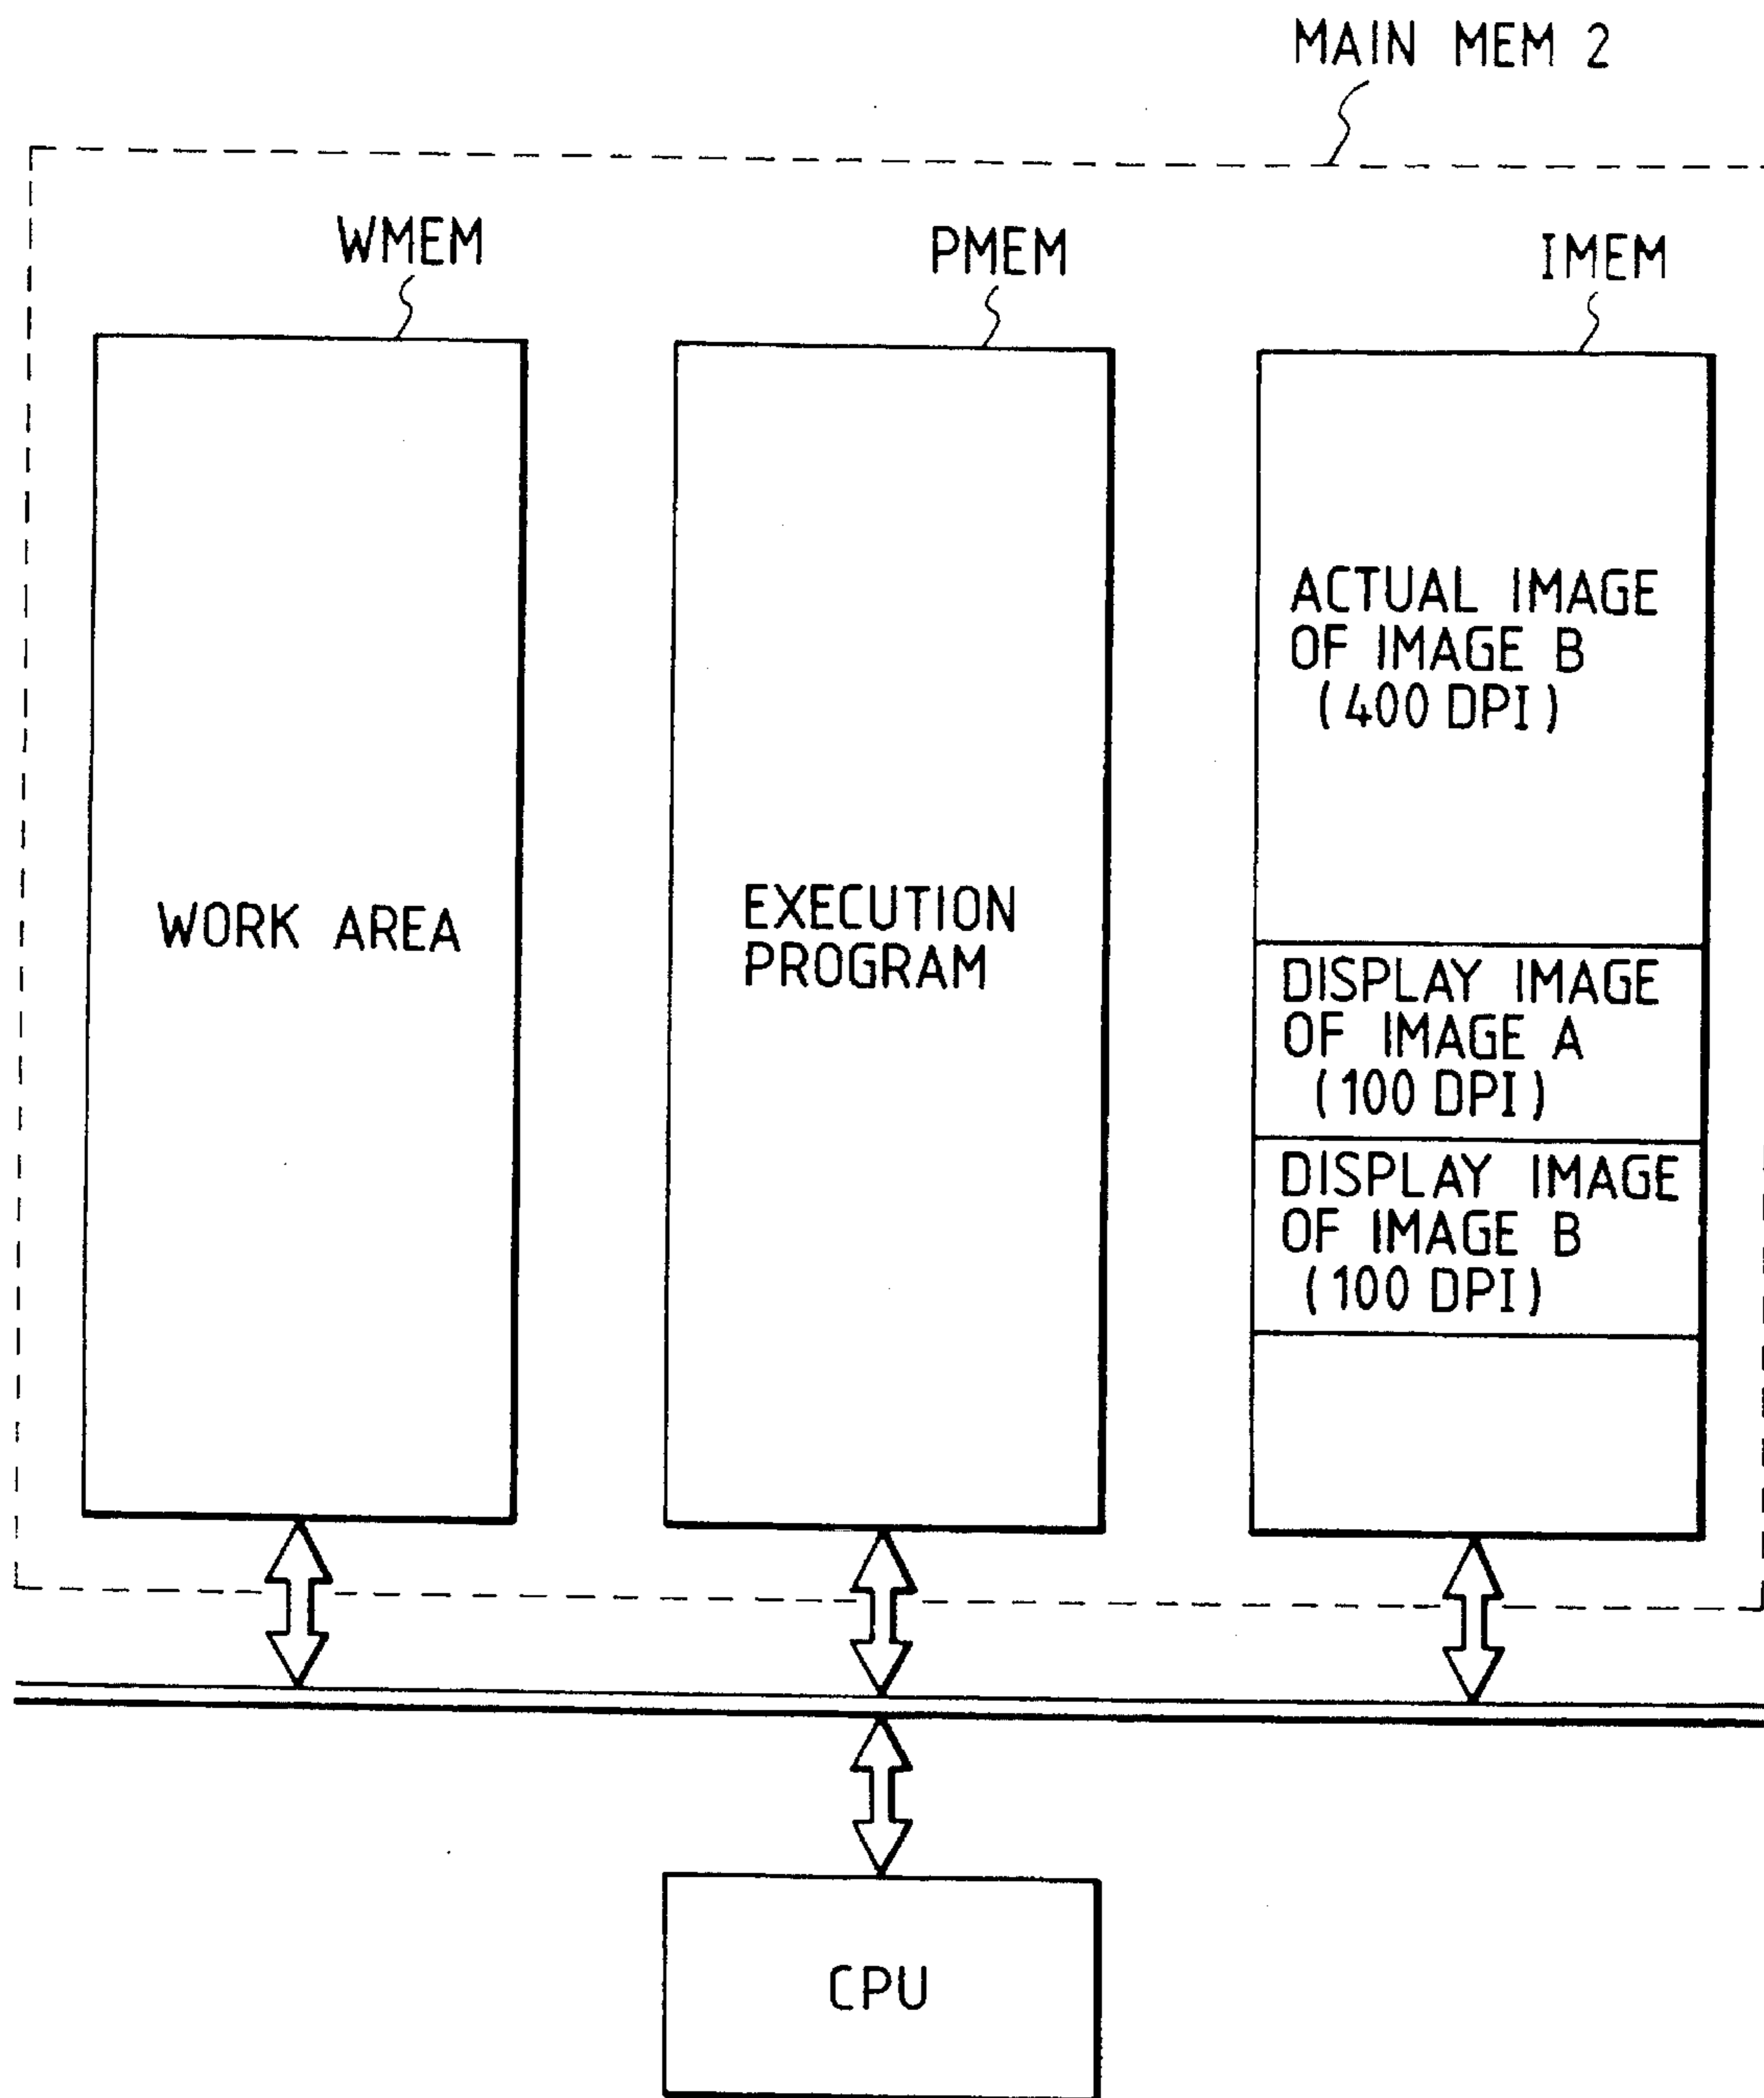 MAIN MEM 2
WMEM
PMEM
IMEM
WORK AREA
EXECUTION
PROGRAM
ACTUAL IMAGE
OF IMAGE B
(400 DPI)
DISPLAY IMAGE
OF IMAGE A
(100 DPI)
DISPLAY IMAGE
OF IMAGE B
(100 DPI)
CPU